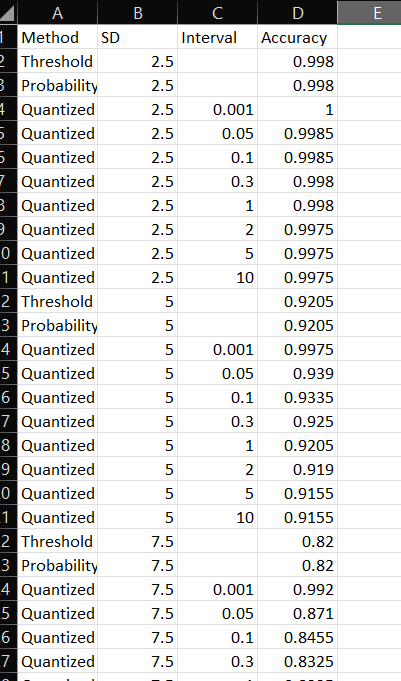 A B C D E
1 Method SD Interval Accuracy
2 Threshold 2.5 0.998
3 Probability 2.5 0.998
4 Quantized 2.5 0.001 1
5 Quantized 2.5 0.05 0.9985
6 Quantized 2.5 0.1 0.9985
7 Quantized 2.5 0.3 0.998
8 Quantized 2.5 1 0.998
9 Quantized 2.5 2 0.9975
0 Quantized 2.5 5 0.9975
1 Quantized 2.5 10 0.9975
2 Threshold 5 0.9205
3 Probability 5 0.9205
4 Quantized 5 0.001 0.9975
5 Quantized 5 0.05 0.939
6 Quantized 5 0.1 0.9335
7 Quantized 5 0.3 0.925
8 Quantized 5 1 0.9205
9 Quantized 5 2 0.919
0 Quantized 5 5 0.9155
1 Quantized 5 10 0.9155
2 Threshold 7.5 0.82
3 Probability 7.5 0.82
4 Quantized 7.5 0.001 0.992
5 Quantized 7.5 0.05 0.871
6 Quantized 7.5 0.1 0.8455
7 Quantized 7.5 0.3 0.8325